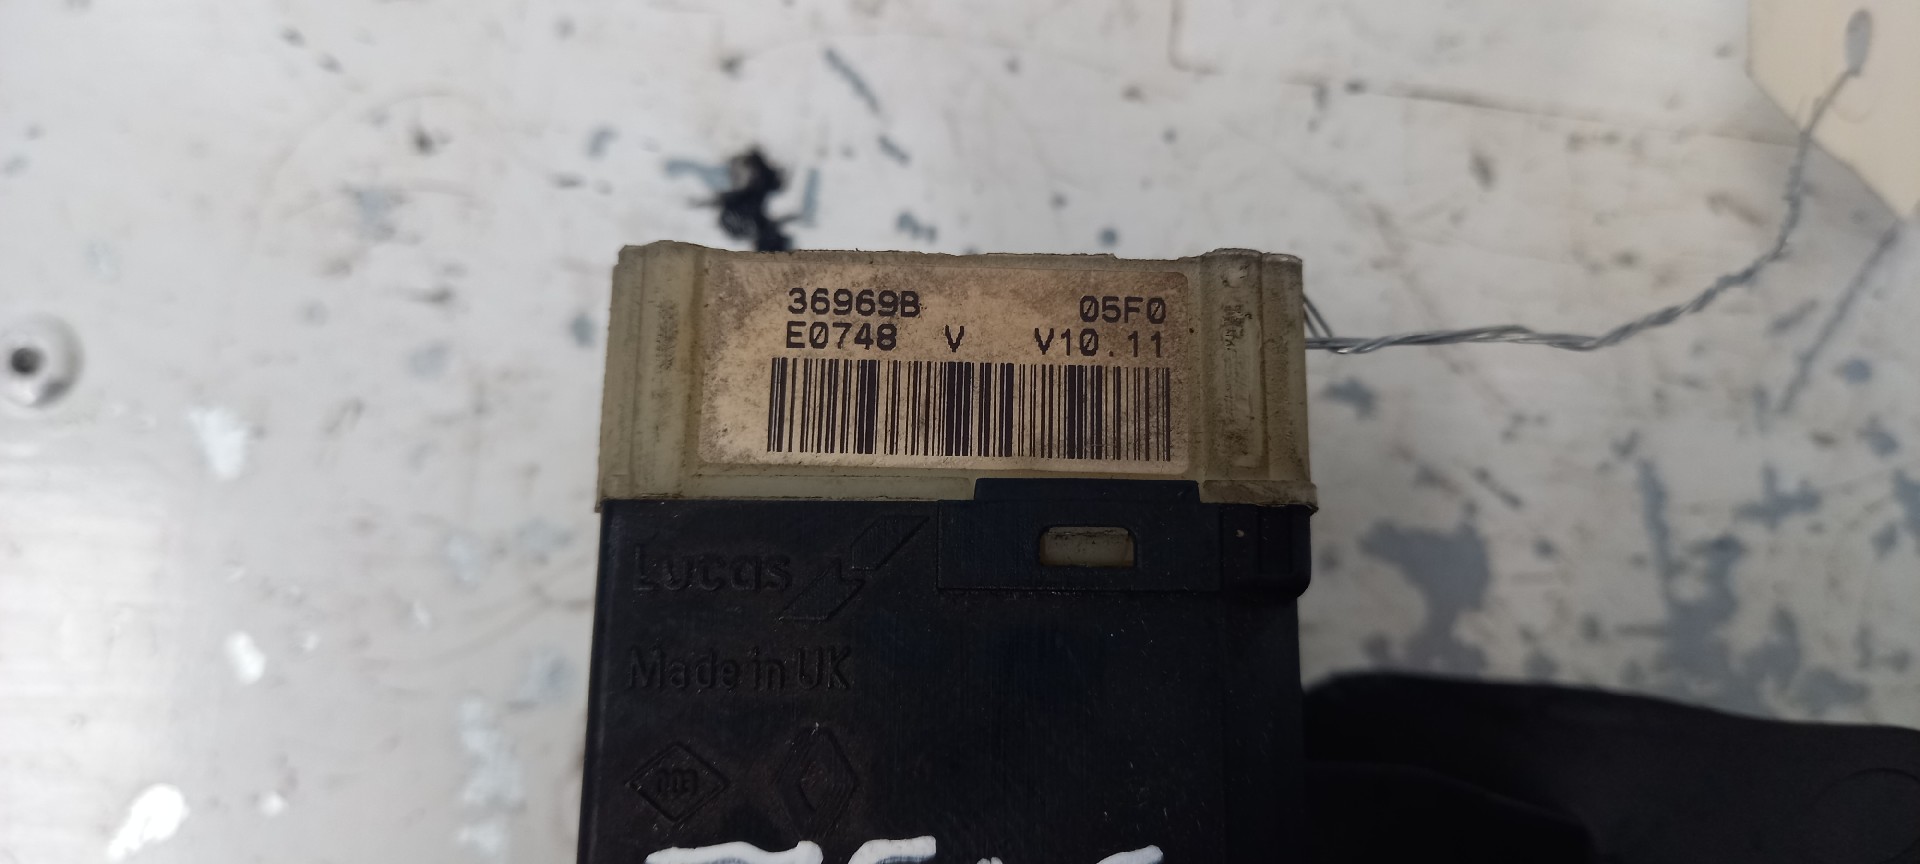 36969B 05F0
E0748 V V10.11
Lucas
Made in UK